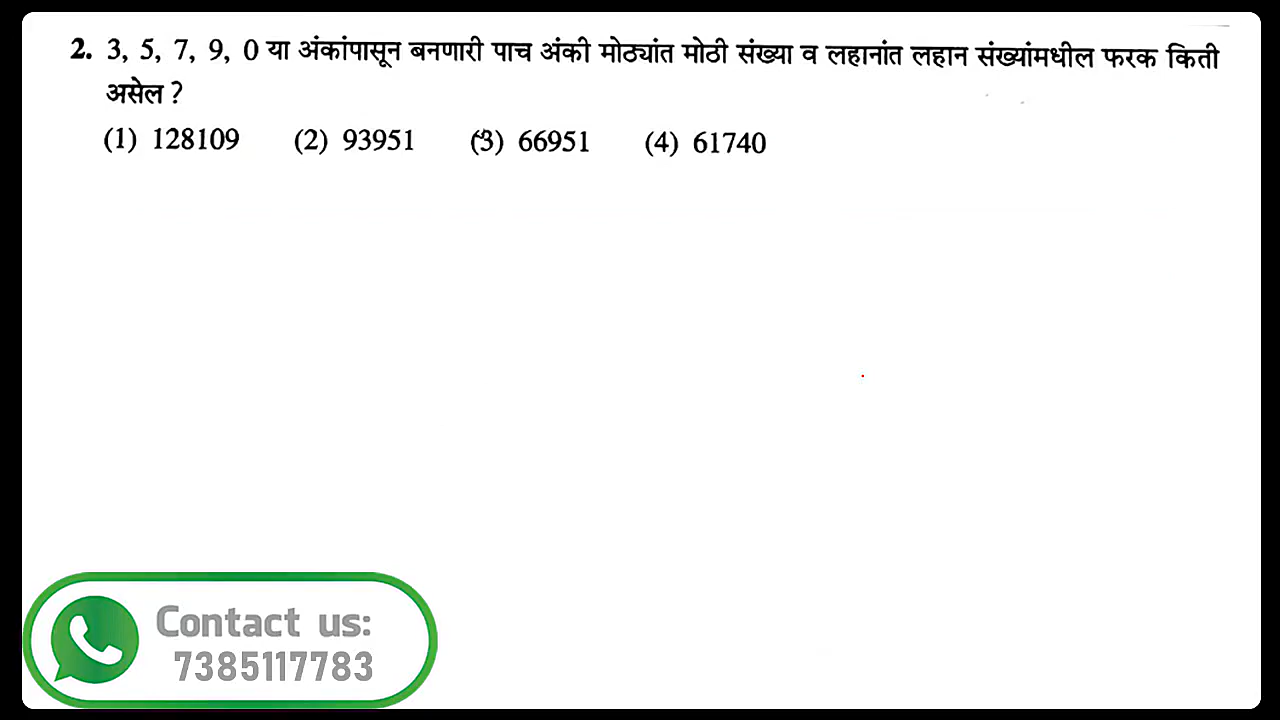 2. 3, 5, 7, 9, 0 या अंकांपासून बनणारी पाच अंकी मोठ्यांत मोठी संख्या व लहानांत लहान संख्यांमधील फरक किती
असेल ?
(1) 128109 (2) 93951 (3) 66951 (4) 61740
Contact us:
7385117783